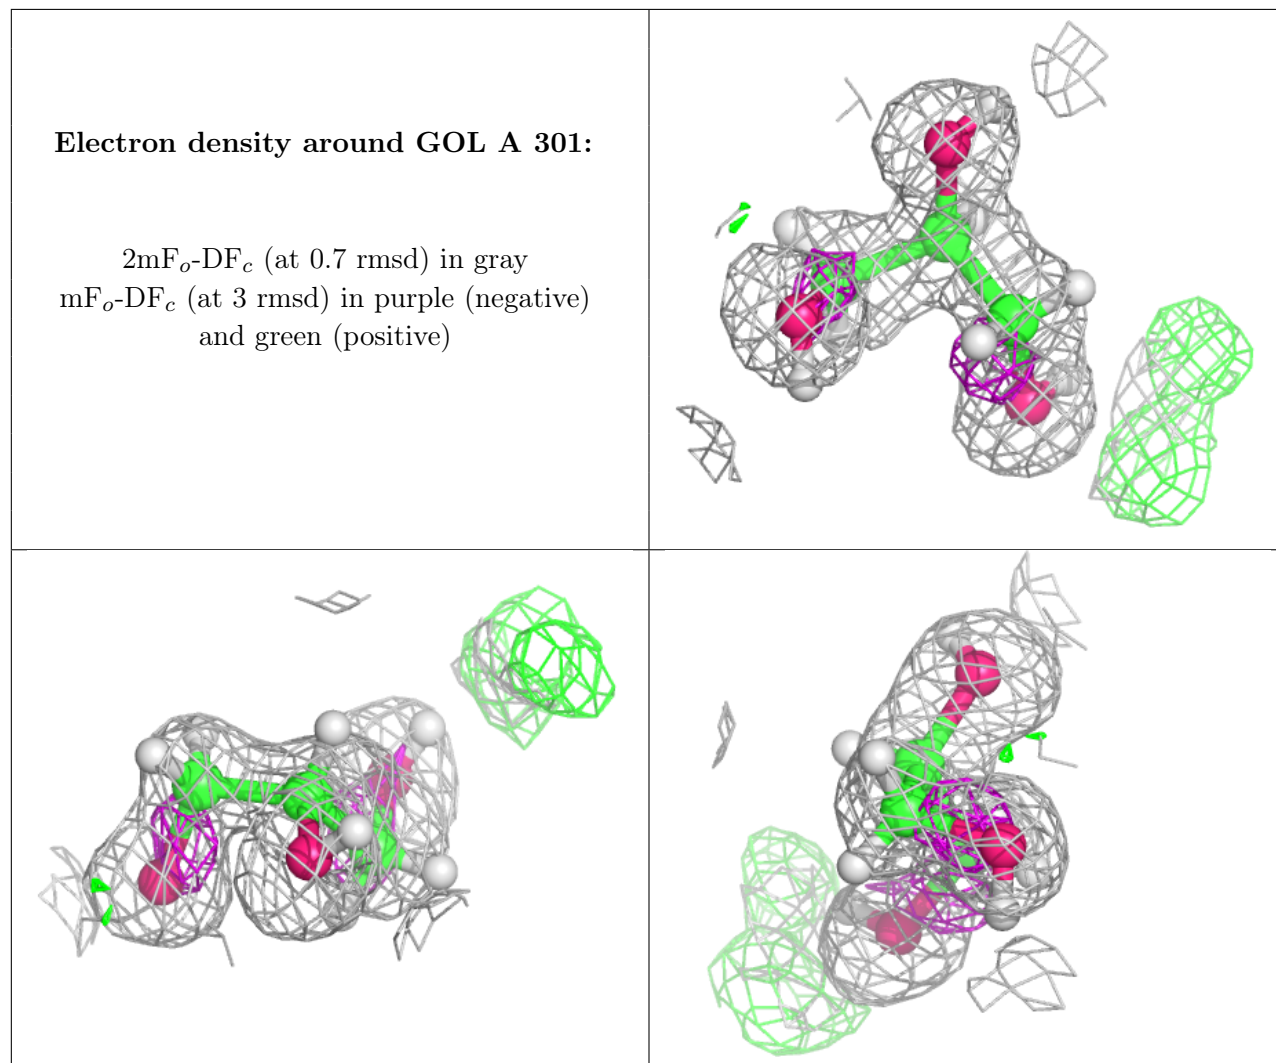 Electron density around GOL A 301:
2mFo-DFc (at 0.7 rmsd) in gray
mFo-DFc (at 3 rmsd) in purple (negative)
and green (positive)